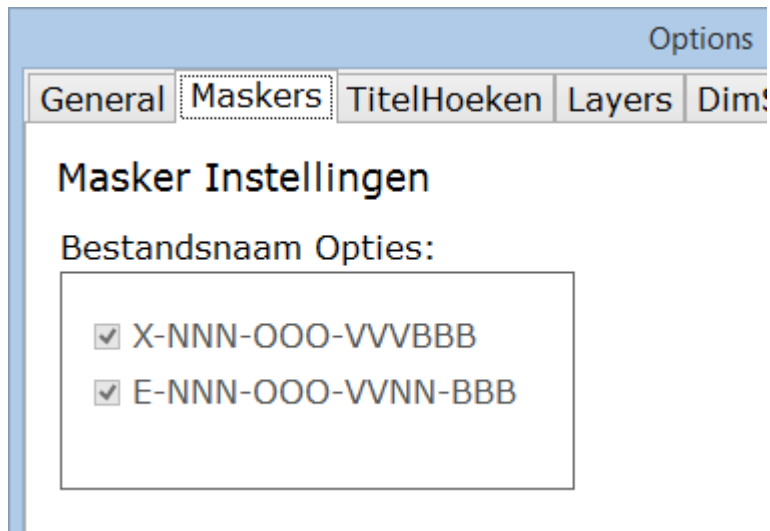 Options
General Maskers TitelHoeken Layers
Masker Instellingen
Bestandsnaam Opties:
X-NNN-OOO-VVVBBB
E-NNN-OOO-VVNN-BBB